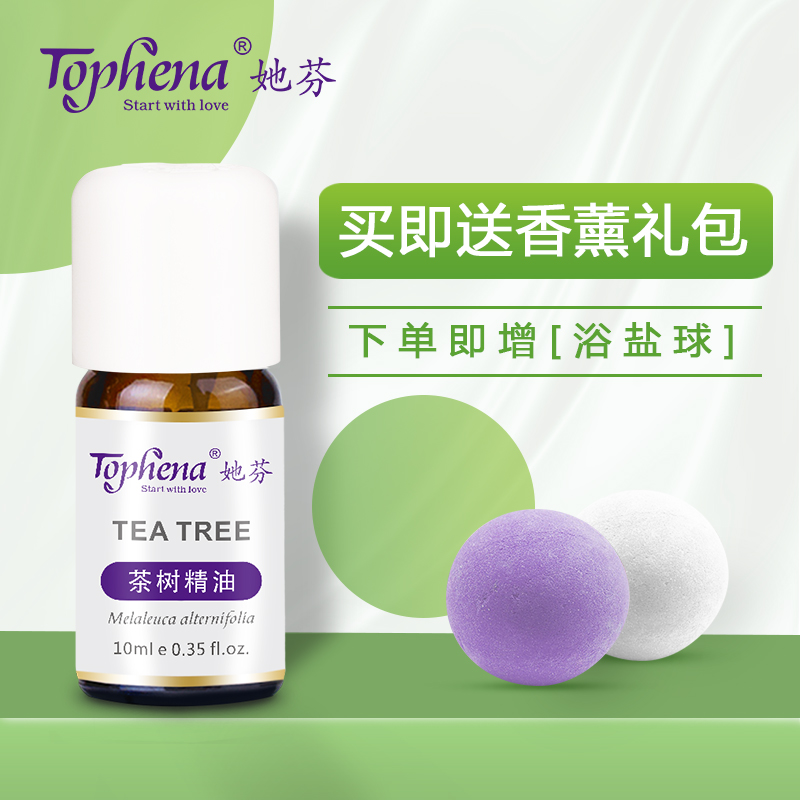 Tophena® 她芬
Start with love
买即送香薰礼包
下单即增[浴盐球]
Tophena® 她芬
Start with love
TEA TREE
茶树精油
Melaleuca alternifolia
10ml e 0.35 fl.oz.